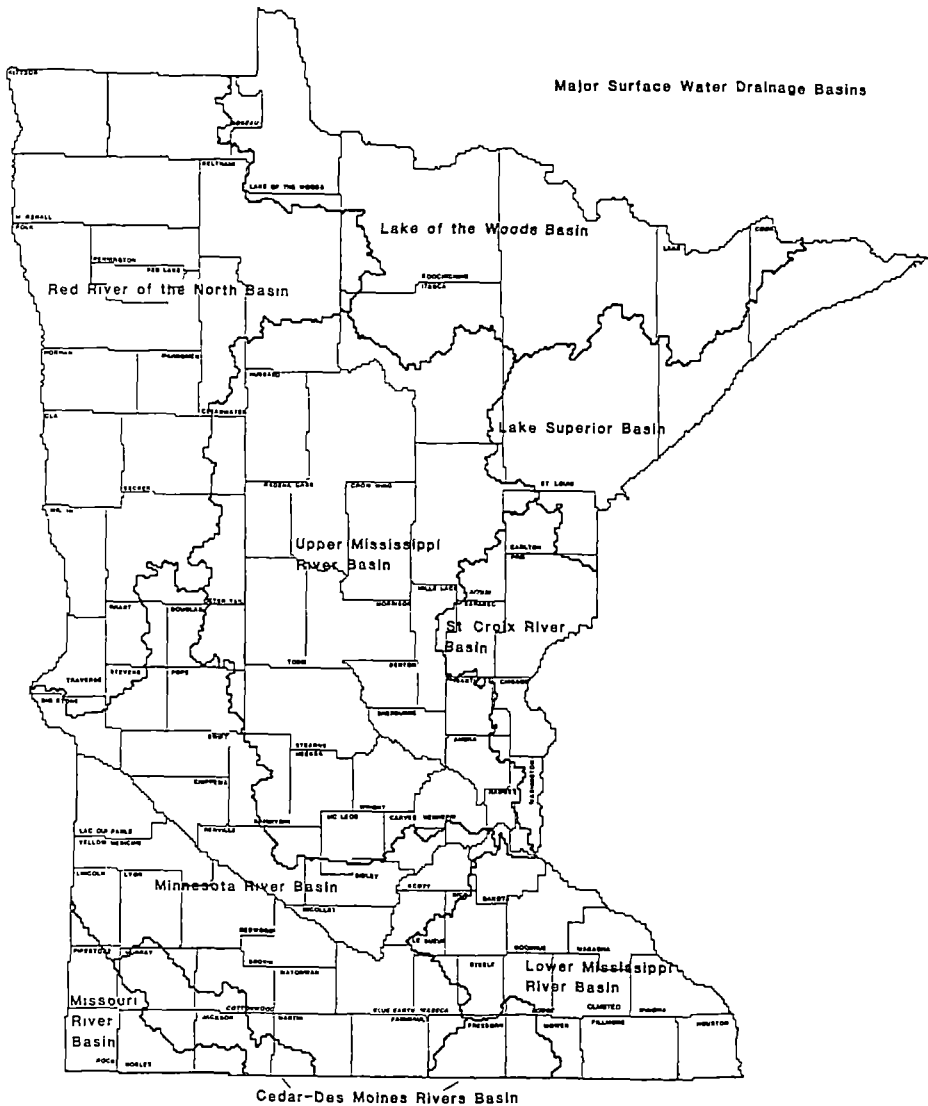 Major Surface Water Drainage Basins
KITTSON
ROSEAU
BELTRAMI
LAKE OF THE WOODS
MARSHALL
POLK
Lake of the Woods Basin
LAKE
COOK
PENNINGTON
RED LAKE
KOOCHICHING
ITASCA
Red River of the North Basin
NORMAN
MAHNOMEN
HUBBARD
CLEARWATER
CLA
Lake Superior Basin
BECKER
WADENA CASS
CROW WING
ST LOUIS
Upper Mississippi
River Basin
CARLTON
PINE
MILLE LACS
AITKIN
KANABEC
GRANT
DOUGLAS
OTTER TAIL
MORRISON
St Croix River
Basin
TRAVERSE
STEVENS
POPE
TODD
BENTON
CHISAGO
BIG STONE
SHERBURNE
SWIFT
STEARNS
MEEKER
ANOKA
WASHINGTON
CHIPPEWA
WRIGHT
RAMSEY
KANDIYOHI
MC LEOD
CARVER HENNEPIN
LAC QUI PARLE
YELLOW MEDICINE
RENVILLE
LINCOLN
LYON
Minnesota River Basin
SIBLEY
SCOTT
RICE
DAKOTA
NICOLLET
REDWOOD
LE SUEUR
GOODHUE
WABASHA
PIPESTONE
MURRAY
BROWN
WATONWAN
STEELE
Lower Mississippi
River Basin
Missouri
River
Basin
COTTONWOOD
JACKSON
MARTIN
BLUE EARTH WASECA
FARIBAULT
FREEBORN
DODGE
MOWER
OLMSTED
FILLMORE
WINONA
HOUSTON
ROCK
NOBLES
Cedar-Des Moines Rivers Basin